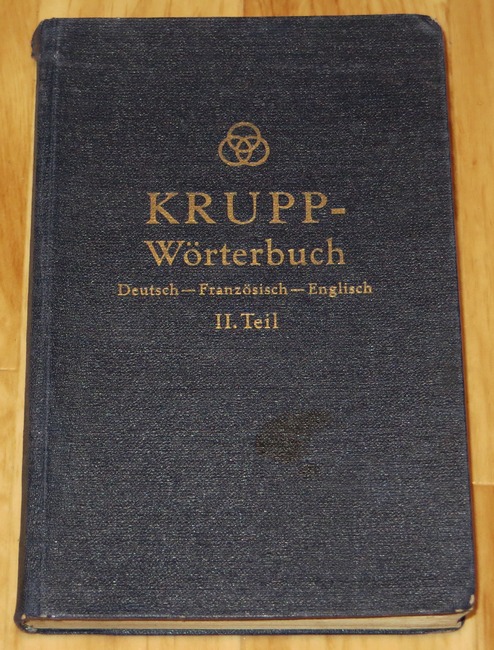 KRUPP-
Wörterbuch
Deutsch—Französisch—Englisch
II. Teil